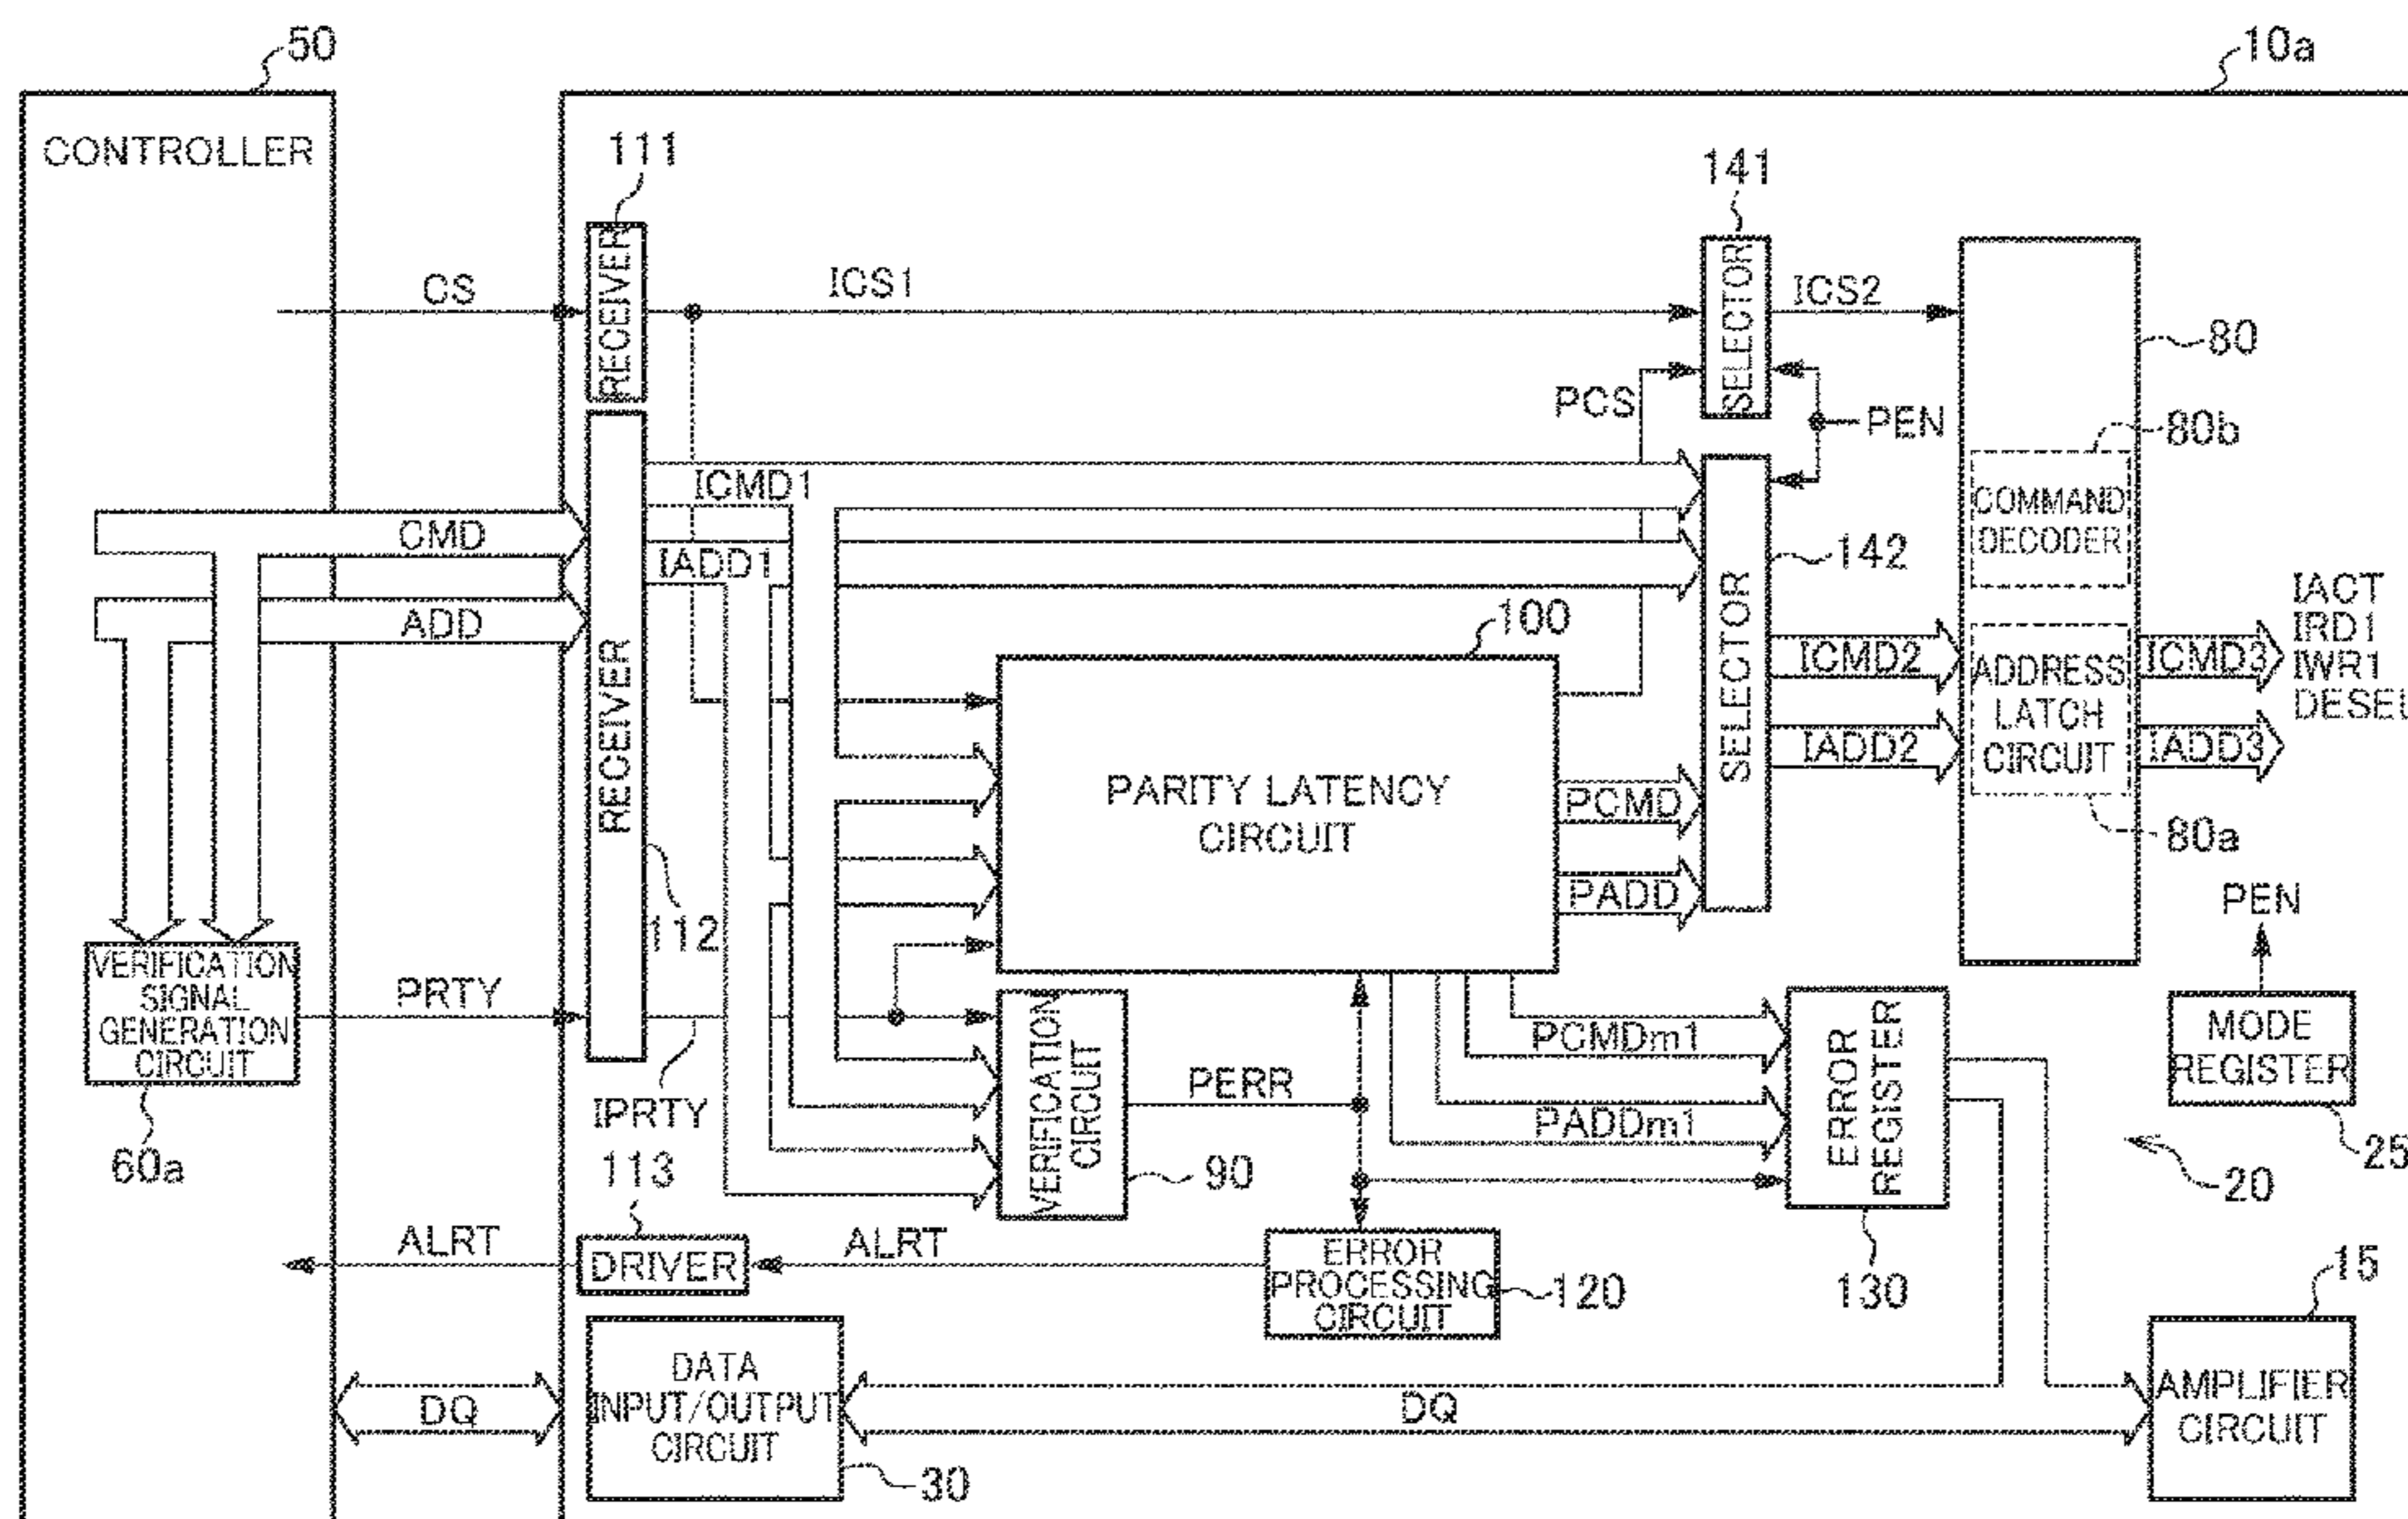 50
10a
CONTROLLER
111
141
RECEIVER
SELECTOR
CS
ICS1
ICS2
80
PCS
PEN
80b
ICMD1
COMMAND
DECODER
CMD
IADD1
142
ADD
100
IACT
IRD1
IWR1
RECEIVER
SELECTOR
ICMD2
ADDRESS
LATCH
CIRCUIT
ICMD3
IADD2
IADD3
PARITY LATENCY
CIRCUIT
PCMD
80a
PADD
PEN
112
VERIFICATION
SIGNAL
GENERATION
CIRCUIT
PRTY
VERIFICATION
CIRCUIT
PCMDm1
ERROR
REGISTER
MODE
REGISTER
PERR
IPRTY
PADDm1
60a
113
90
25
20
ALRT
DRIVER
ALRT
ERROR
PROCESSING
CIRCUIT
120
130
15
DATA
INPUT/OUTPUT
CIRCUIT
DQ
DQ
AMPLIFIER
CIRCUIT
30